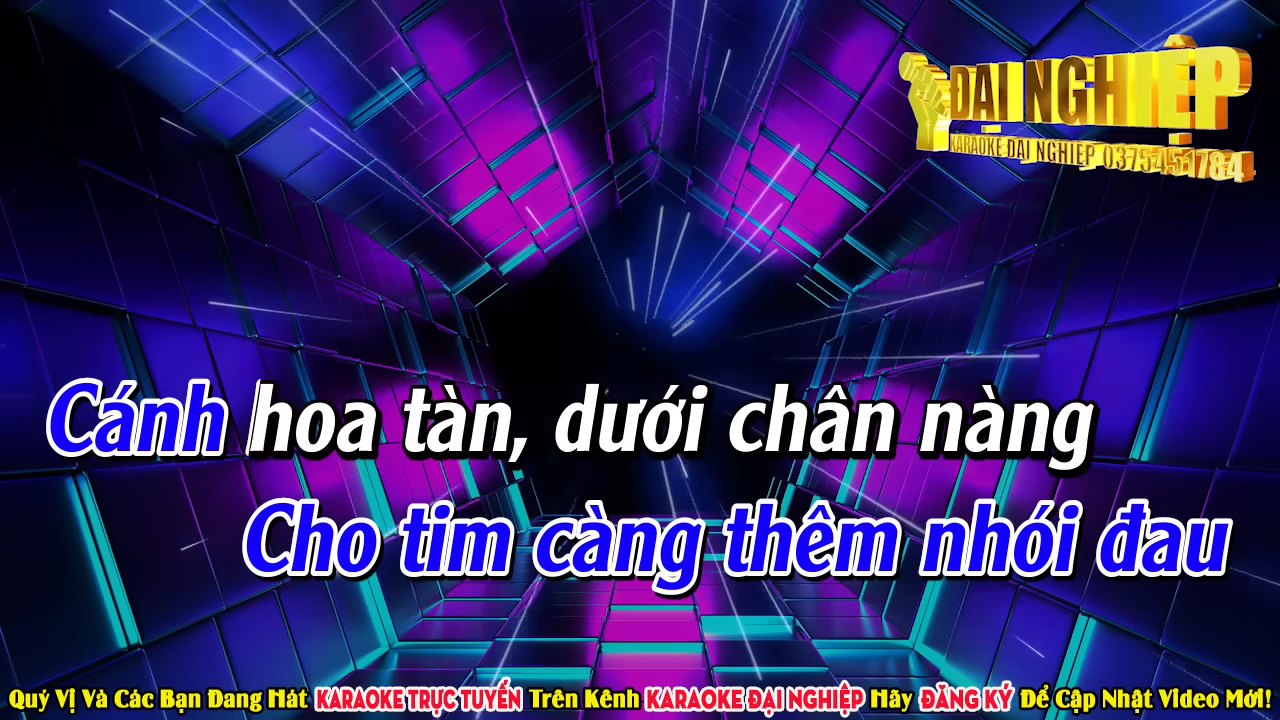 ĐẠI NGHIỆP
KARAOKE ĐẠI NGHIỆP 0375451784
Cánh hoa tàn, dưới chân nàng
Cho tim càng thêm nhói đau
Quý Vị Và Các Bạn Đang Hát KARAOKE TRỰC TUYẾN Trên Kênh KARAOKE ĐẠI NGHIỆP Hãy ĐĂNG KÝ Để Cập Nhật Video Mới!